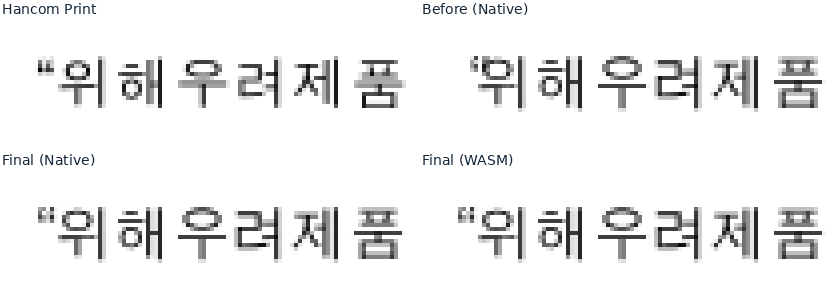 Hancom Print
Before (Native)
“위해우려제품
“위해우려제품
Final (Native)
Final (WASM)
“위해우려제품
“위해우려제품